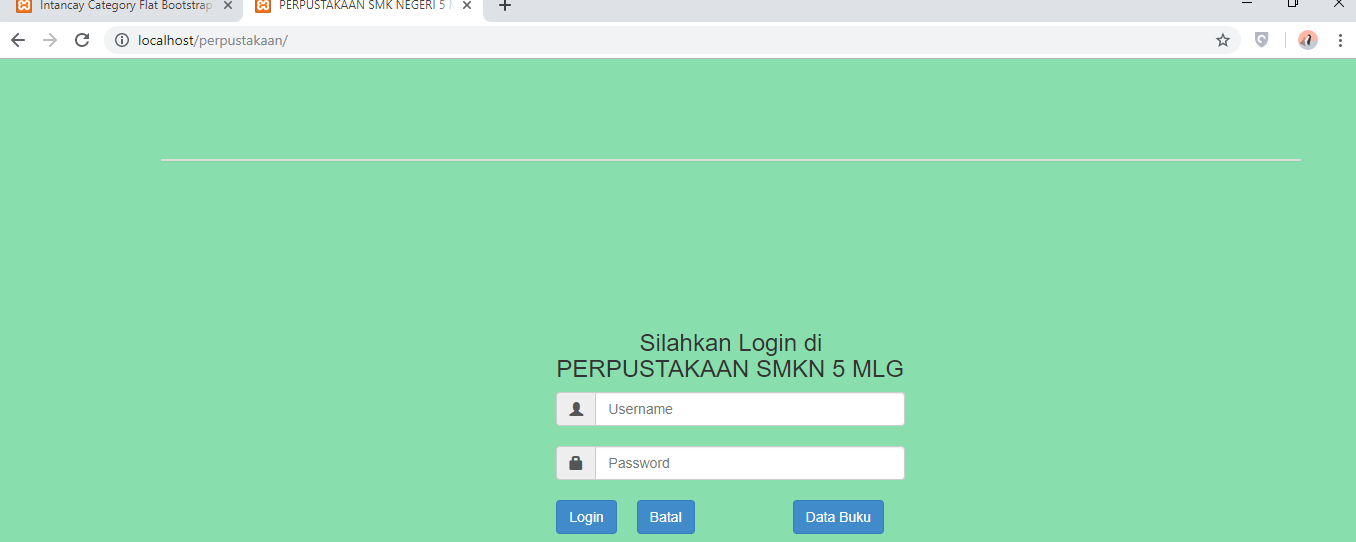 Intancay Category Flat Bootstrap
PERPUSTAKAAN SMK NEGERI 5
localhost/perpustakaan/
Silahkan Login di
PERPUSTAKAAN SMKN 5 MLG
Username
Password
Login
Batal
Data Buku